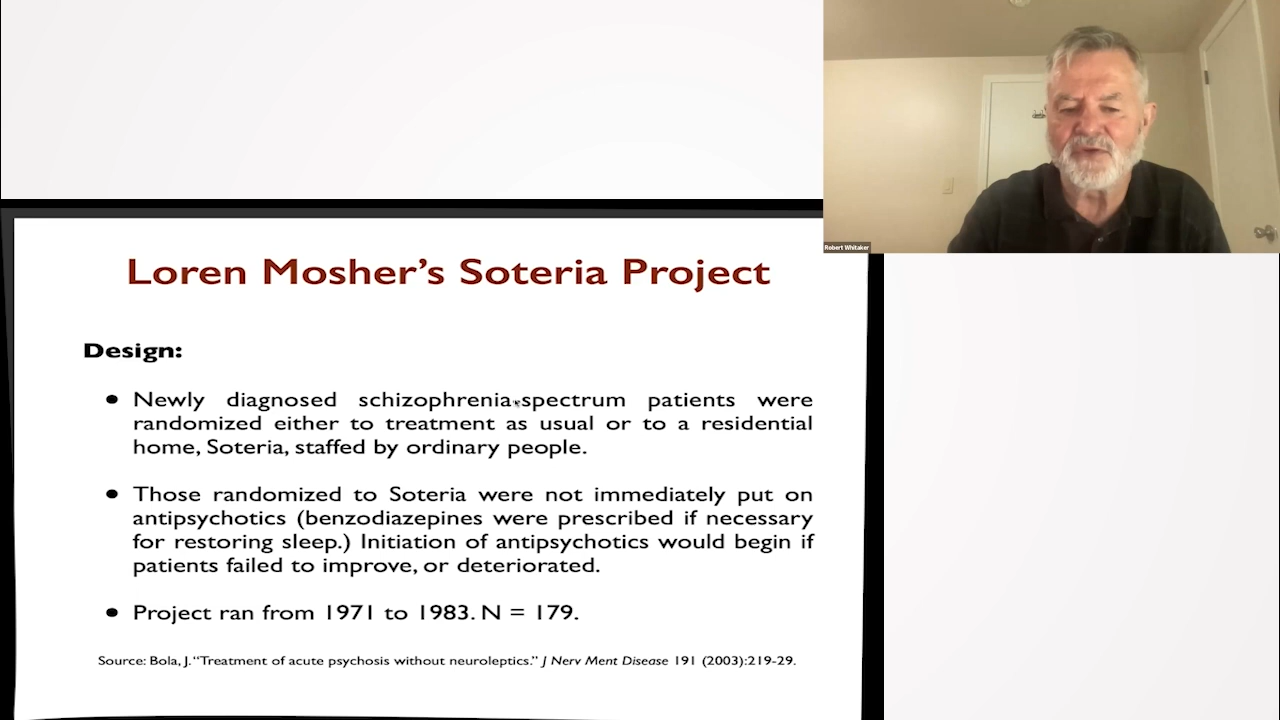 Robert Whitaker
Loren Mosher’s Soteria Project
Design:
• Newly diagnosed schizophrenia-spectrum patients were
randomized either to treatment as usual or to a residential
home, Soteria, staffed by ordinary people.
• Those randomized to Soteria were not immediately put on
antipsychotics (benzodiazepines were prescribed if necessary
for restoring sleep.) Initiation of antipsychotics would begin if
patients failed to improve, or deteriorated.
• Project ran from 1971 to 1983. N = 179.
Source: Bola, J. “Treatment of acute psychosis without neuroleptics.” J Nerv Ment Disease 191 (2003):219-29.